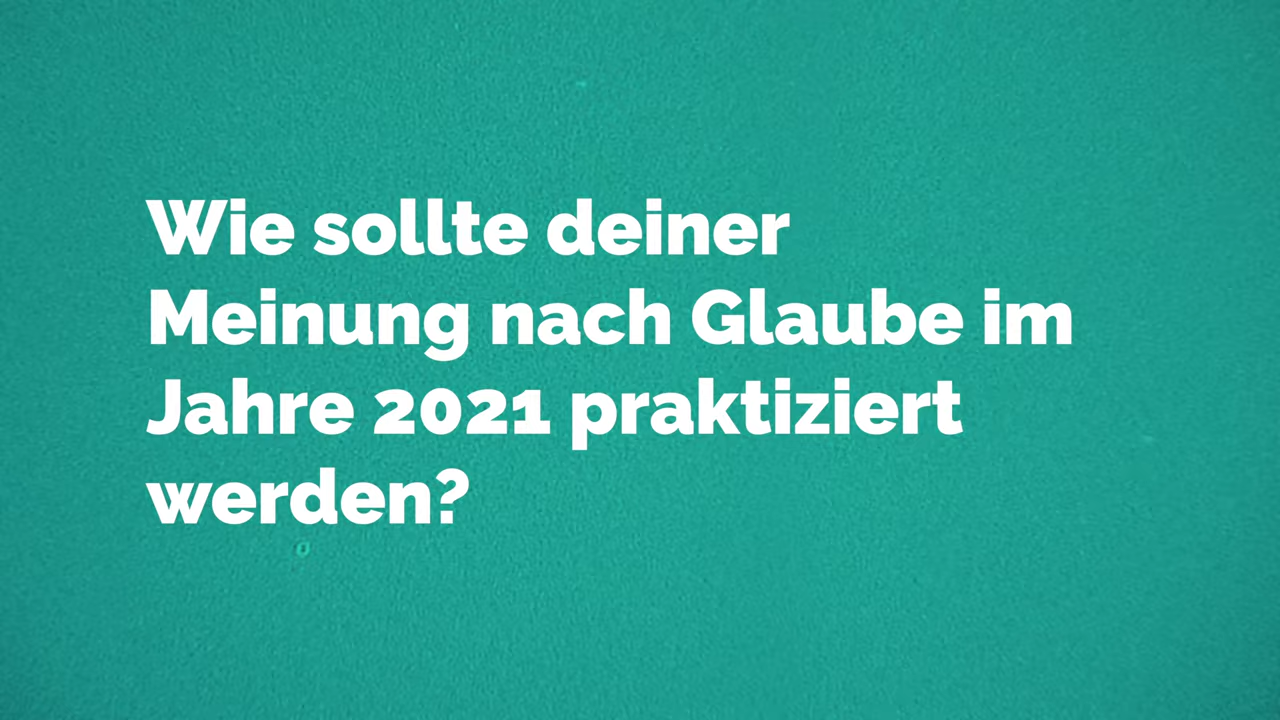 Wie sollte deiner
Meinung nach Glaube im
Jahre 2021 praktiziert
werden?